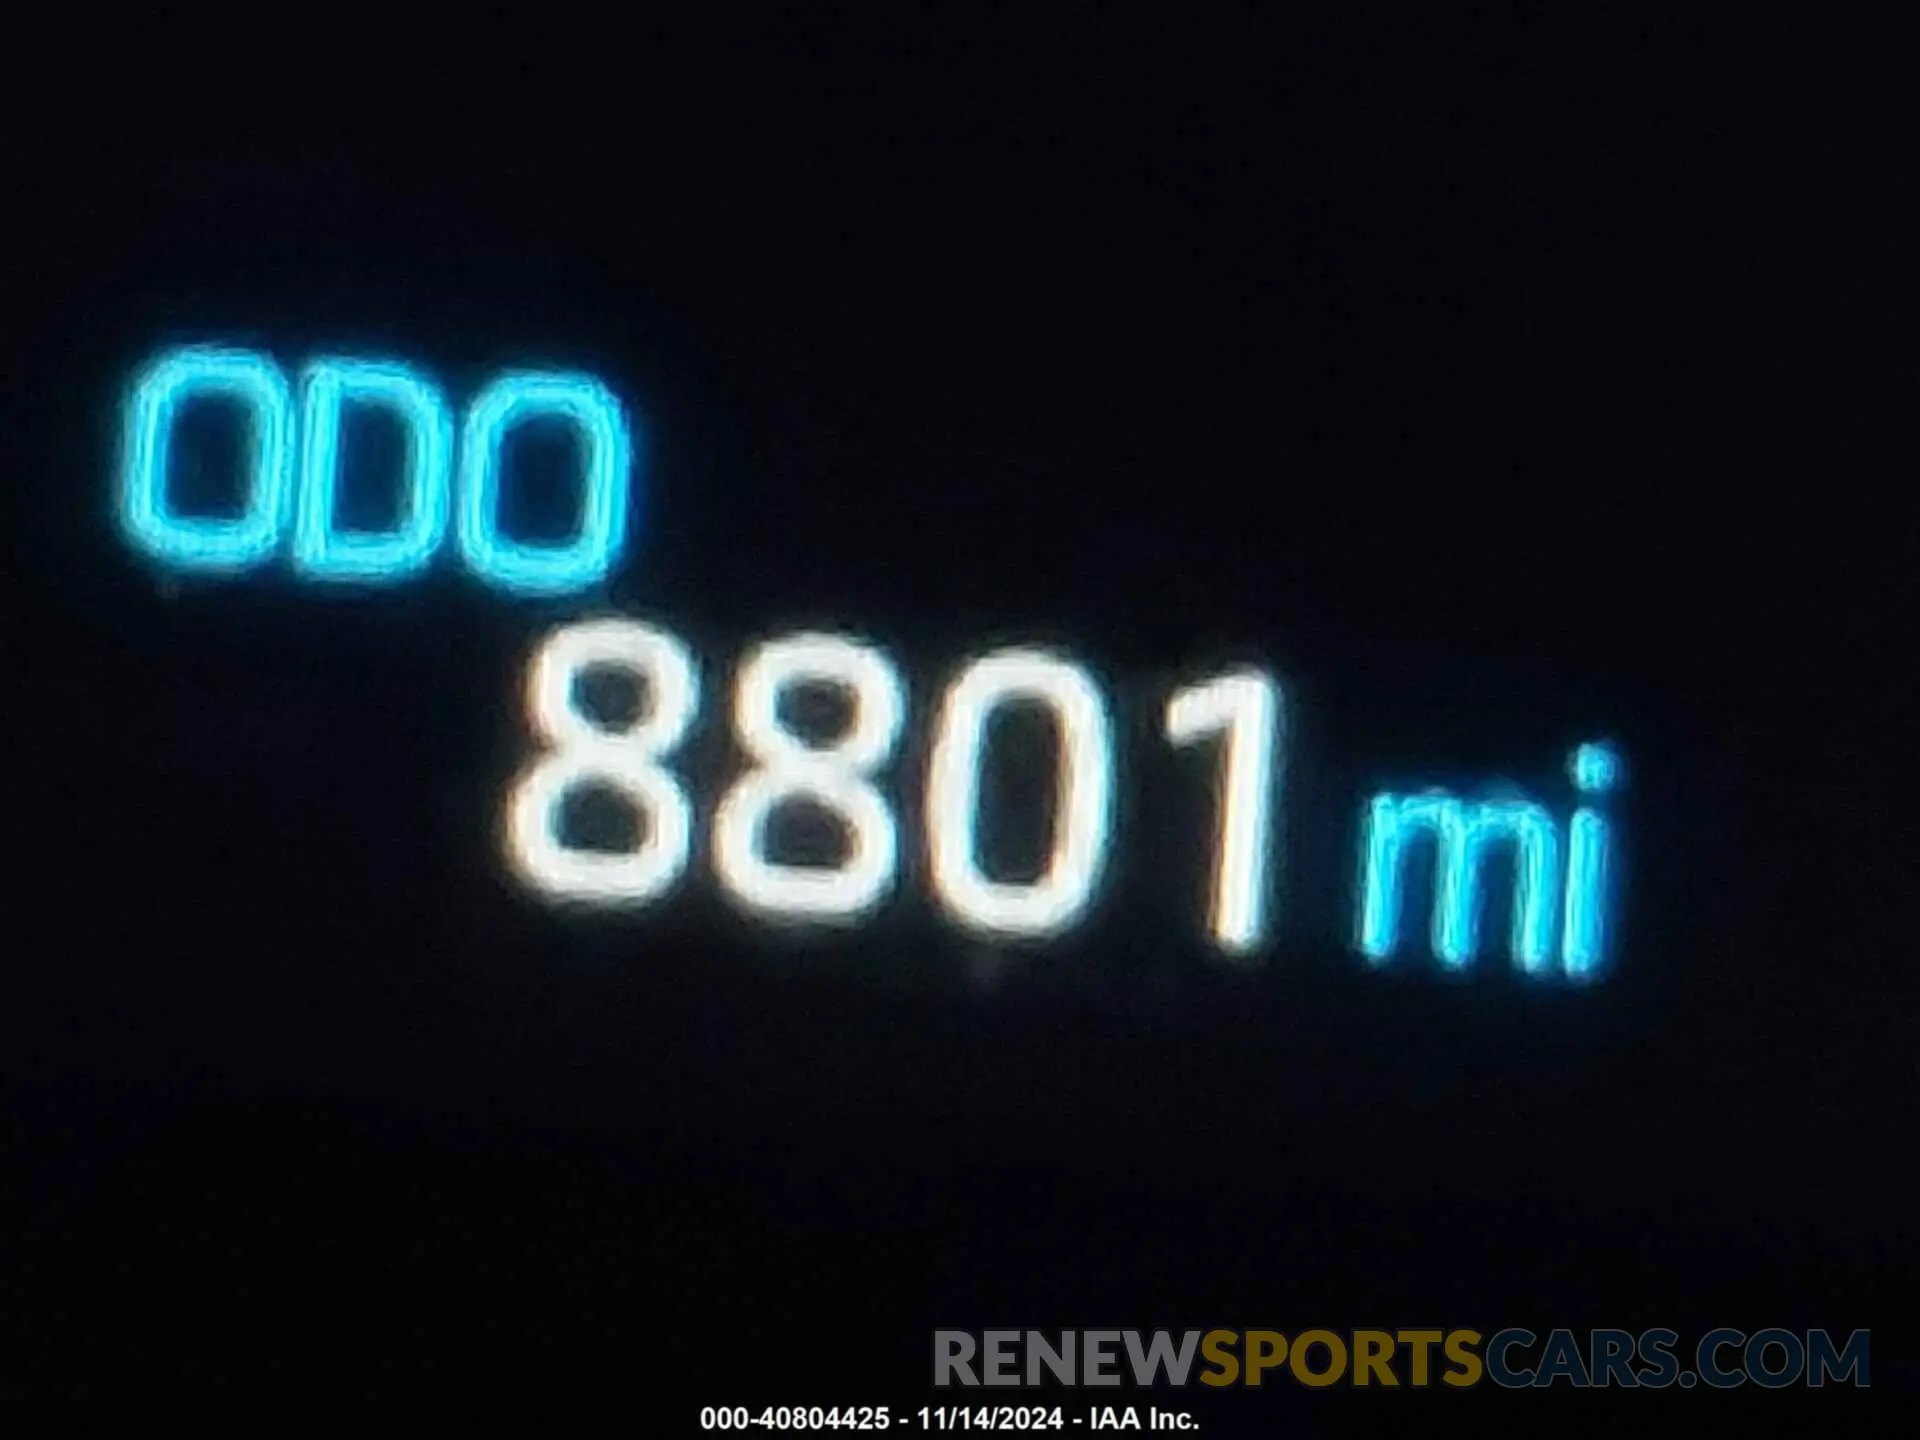 ODO
8801 mi
RENEWSPORTSCARS.COM
000-40804425 - 11/14/2024 - IAA Inc.